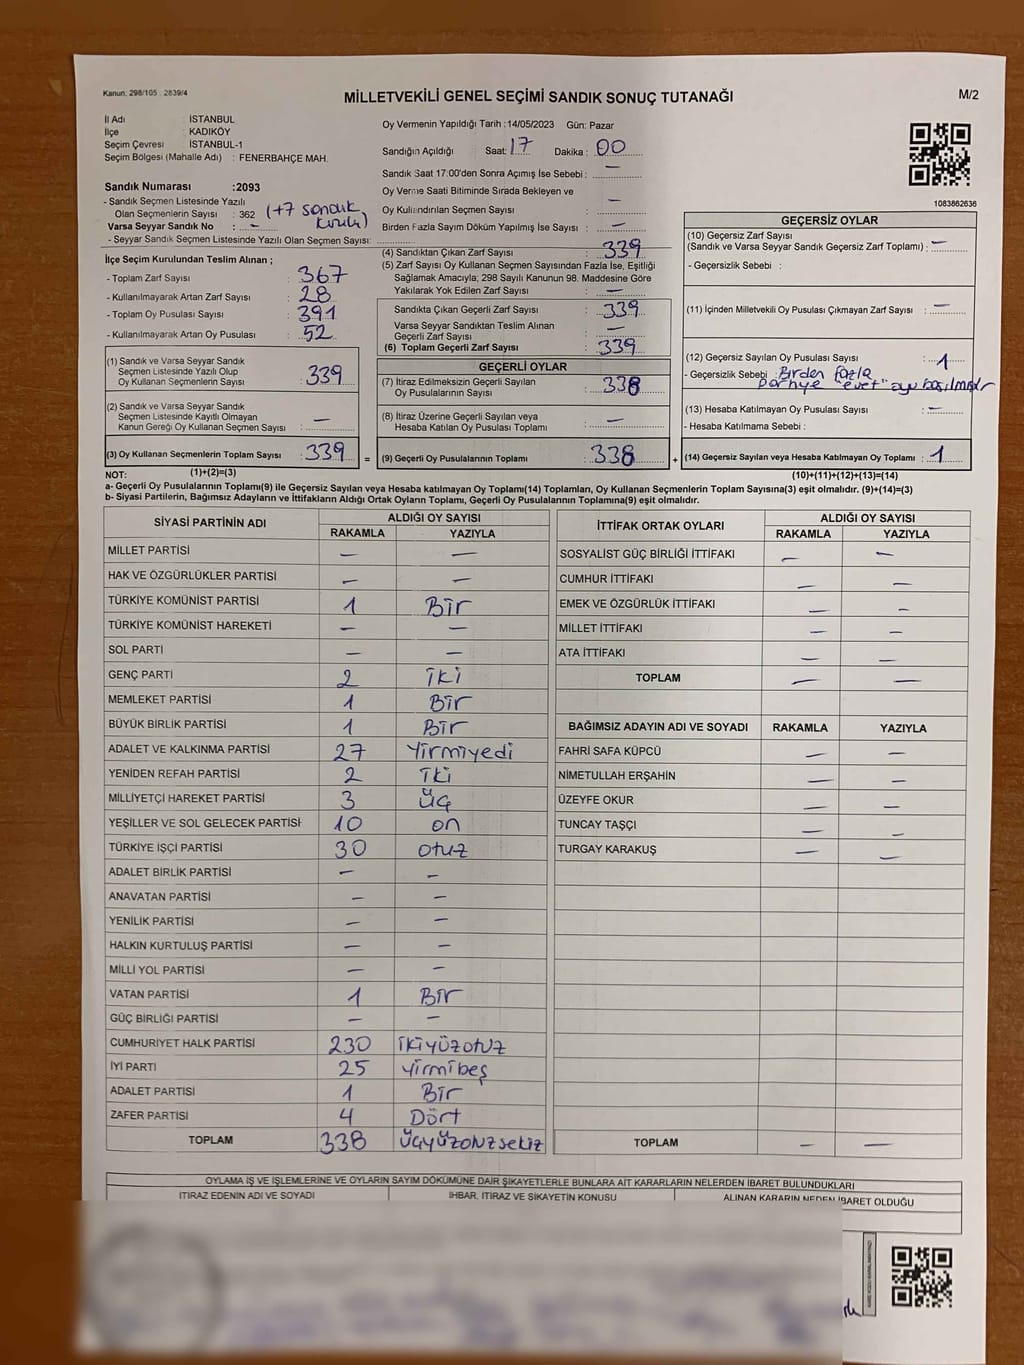 Kanun: 298/105 2839/4
MİLLETVEKİLİ GENEL SEÇİMİ SANDIK SONUÇ TUTANAĞI
M/2
İl Adı : İSTANBUL
İlçe : KADIKÖY
Seçim Çevresi : İSTANBUL-1
Seçim Bölgesi (Mahalle Adı) : FENERBAHÇE MAH.
Sandık Numarası :2093
- Sandık Seçmen Listesinde Yazılı
Olan Seçmenlerin Sayısı : 362 (+7 sandık kurulu)
Varsa Seyyar Sandık No : —
- Seyyar Sandık Seçmen Listesinde Yazılı Olan Seçmen Sayısı:
Oy Vermenin Yapıldığı Tarih :14/05/2023 Gün: Pazar
Sandığın Açıldığı Saat: 17 Dakika : 00
Sandık Saat 17:00'den Sonra Açımış İse Sebebi : —
Oy Verme Saati Bitiminde Sırada Bekleyen ve
Oy Kullandırılan Seçmen Sayısı : —
Birden Fazla Sayım Döküm Yapılmış İse Sayısı : —
1083862636
İlçe Seçim Kurulundan Teslim Alınan ;
- Toplam Zarf Sayısı : 367
- Kullanılmayarak Artan Zarf Sayısı : 28
- Toplam Oy Pusulası Sayısı : 391
- Kullanılmayarak Artan Oy Pusulası : 52
(1) Sandık ve Varsa Seyyar Sandık
Seçmen Listesinde Yazılı Olup
Oy Kullanan Seçmenlerin Sayısı : 339
(2) Sandık ve Varsa Seyyar Sandık
Seçmen Listesinde Kayıtlı Olmayan
Kanun Gereği Oy Kullanan Seçmen Sayısı : —
(3) Oy Kullanan Seçmenlerin Toplam Sayısı : 339 =
(4) Sandıktan Çıkan Zarf Sayısı : 339
(5) Zarf Sayısı Oy Kullanan Seçmen Sayısından Fazla İse, Eşitliği
Sağlamak Amacıyla; 298 Sayılı Kanunun 98. Maddesine Göre
Yakılarak Yok Edilen Zarf Sayısı : —
Sandıkta Çıkan Geçerli Zarf Sayısı : 339
Varsa Seyyar Sandıktan Teslim Alınan
Geçerli Zarf Sayısı : —
(6) Toplam Geçerli Zarf Sayısı : 339
GEÇERLİ OYLAR
(7) İtiraz Edilmeksizin Geçerli Sayılan
Oy Pusulalarının Sayısı : 338
(8) İtiraz Üzerine Geçerli Sayılan veya
Hesaba Katılan Oy Pusulası Toplamı : —
(9) Geçerli Oy Pusulalarının Toplamı : 338 +
GEÇERSİZ OYLAR
(10) Geçersiz Zarf Sayısı
(Sandık ve Varsa Seyyar Sandık Geçersiz Zarf Toplamı) : —
- Geçersizlik Sebebi :
(11) İçinden Milletvekili Oy Pusulası Çıkmayan Zarf Sayısı : —
(12) Geçersiz Sayılan Oy Pusulası Sayısı : 1
- Geçersizlik Sebebi : Birden fazla
partiye "evet" oyu basılmıştır
(13) Hesaba Katılmayan Oy Pusulası Sayısı : —
- Hesaba Katılmama Sebebi :
(14) Geçersiz Sayılan veya Hesaba Katılmayan Oy Toplamı : 1
NOT: (1)+(2)=(3) (10)+(11)+(12)+(13)=(14)
a- Geçerli Oy Pusulalarının Toplamı(9) ile Geçersiz Sayılan veya Hesaba katılmayan Oy Toplamı(14) Toplamları, Oy Kullanan Seçmenlerin Toplam Sayısına(3) eşit olmalıdır. (9)+(14)=(3)
b- Siyasi Partilerin, Bağımsız Adayların ve İttifakların Aldığı Ortak Oyların Toplamı, Geçerli Oy Pusulalarının Toplamına(9) eşit olmalıdır.
SİYASİ PARTİNİN ADI ALDIĞI OY SAYISI
RAKAMLA YAZIYLA
MİLLET PARTİSİ — —
HAK VE ÖZGÜRLÜKLER PARTİSİ — —
TÜRKİYE KOMÜNİST PARTİSİ 1 Bir
TÜRKİYE KOMÜNİST HAREKETİ — —
SOL PARTİ — —
GENÇ PARTİ 2 iki
MEMLEKET PARTİSİ 1 Bir
BÜYÜK BİRLİK PARTİSİ 1 Bir
ADALET VE KALKINMA PARTİSİ 27 Yirmiyedi
YENİDEN REFAH PARTİSİ 2 iki
MİLLİYETÇİ HAREKET PARTİSİ 3 üç
YEŞİLLER VE SOL GELECEK PARTİSİ 10 on
TÜRKİYE İŞÇİ PARTİSİ 30 otuz
ADALET BİRLİK PARTİSİ — —
ANAVATAN PARTİSİ — —
YENİLİK PARTİSİ — —
HALKIN KURTULUŞ PARTİSİ — —
MİLLİ YOL PARTİSİ — —
VATAN PARTİSİ 1 Bir
GÜÇ BİRLİĞİ PARTİSİ — —
CUMHURİYET HALK PARTİSİ 230 ikiyüzotuz
İYİ PARTİ 25 yirmibeş
ADALET PARTİSİ 1 Bir
ZAFER PARTİSİ 4 Dört
TOPLAM 338 üçyüzotuzsekiz
İTTİFAK ORTAK OYLARI ALDIĞI OY SAYISI
RAKAMLA YAZIYLA
SOSYALİST GÜÇ BİRLİĞİ İTTİFAKI — —
CUMHUR İTTİFAKI — —
EMEK VE ÖZGÜRLÜK İTTİFAKI — —
MİLLET İTTİFAKI — —
ATA İTTİFAKI — —
TOPLAM — —
BAĞIMSIZ ADAYIN ADI VE SOYADI RAKAMLA YAZIYLA
FAHRİ SAFA KÜPCÜ — —
NİMETULLAH ERŞAHİN — —
ÜZEYFE OKUR — —
TUNCAY TAŞÇI — —
TURGAY KARAKUŞ — —
TOPLAM — —
OYLAMA İŞ VE İŞLEMLERİNE VE OYLARIN SAYIM DÖKÜMÜNE DAİR ŞİKAYETLERLE BUNLARA AİT KARARLARIN NELERDEN İBARET BULUNDUKLARI
İTİRAZ EDENİN ADI VE SOYADI İHBAR, İTİRAZ VE ŞİKAYETİN KONUSU ALINAN KARARIN NEDEN İBARET OLDUĞU